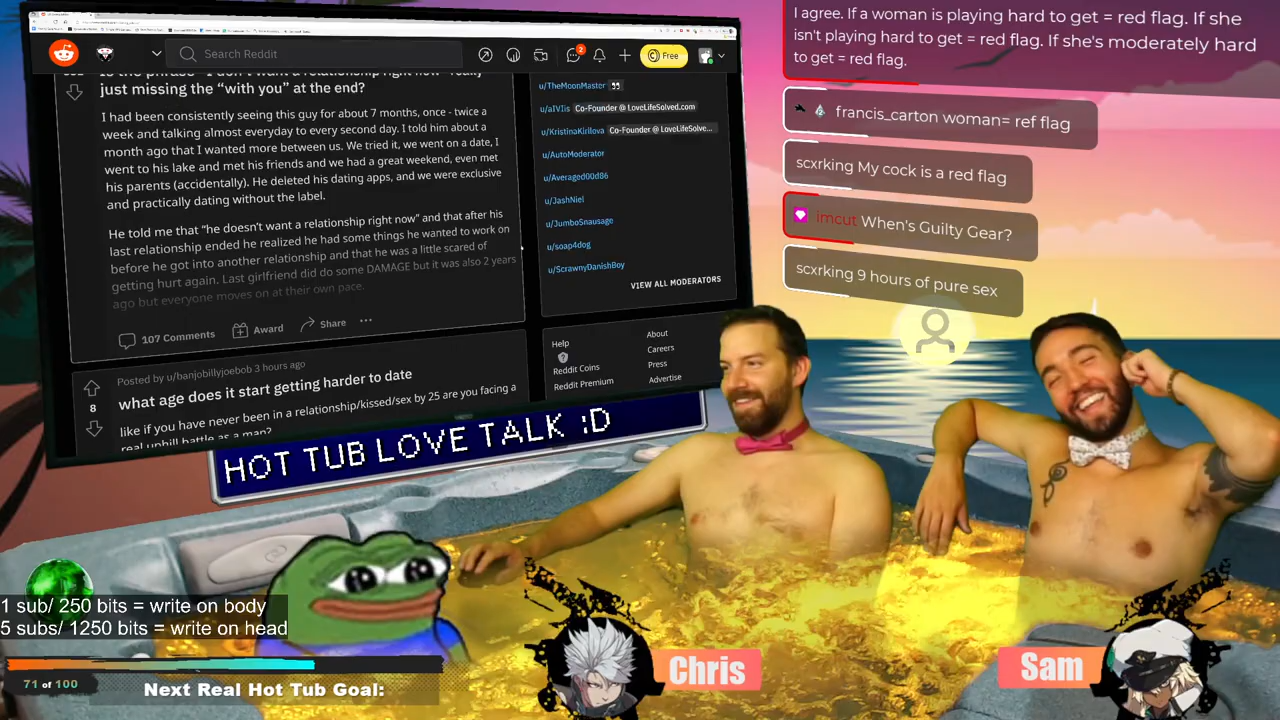 Search Reddit
2
Free
just missing the “with you” at the end?
I had been consistently seeing this guy for about 7 months, once - twice a
week and talking almost everyday to every second day. I told him about a
month ago that I wanted more between us. We tried it, we went on a date, I
went to his lake and met his friends and we had a great weekend, even met
his parents (accidentally). He deleted his dating apps, and we were exclusive
and practically dating without the label.
He told me that “he doesn’t want a relationship right now” and that after his
last relationship ended he realized he had some things he wanted to work on
before he got into another relationship and that he was a little scared of
getting hurt again. Last girlfriend did do some DAMAGE but it was also 2 years
ago but everyone moves on at their own pace.
107 Comments
Award
Share
Posted by u/banjobillyjoebob 3 hours ago
8
what age does it start getting harder to date
like if you have never been in a relationship/kissed/sex by 25 are you facing a
real uphill battle as a man?
u/TheMoonMaster
u/aIVIis Co-Founder @ LoveLifeSolved.com
u/KristinaKirilova Co-Founder @ LoveLifeSolve...
u/AutoModerator
u/Averaged00d86
u/JashNiel
u/JumboSnausage
u/soap4dog
u/ScrawnyDanishBoy
VIEW ALL MODERATORS
Help
Reddit Coins
Reddit Premium
About
Careers
Press
Advertise
I agree. If a woman is playing hard to get = red flag. If she
isn't playing hard to get = red flag. If she's moderately hard
to get = red flag.
francis_carton woman= ref flag
scxrking My cock is a red flag
imcut When's Guilty Gear?
scxrking 9 hours of pure sex
HOT TUB LOVE TALK :D
1 sub/ 250 bits = write on body
5 subs/ 1250 bits = write on head
71 of 100
Next Real Hot Tub Goal:
Chris
Sam